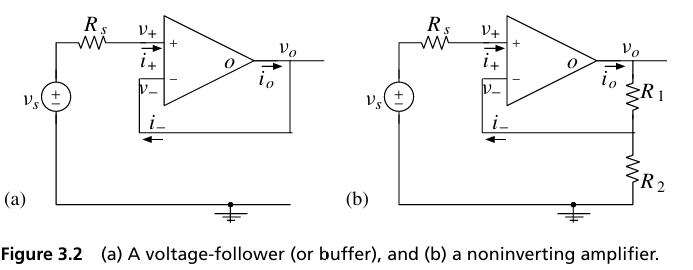 R_s v_+ + i_+ v_- - o v_o i_o v_s + - i_-
(a)
R_s v_+ + i_+ v_- - o v_o i_o R_1 v_s + - i_- R_2
(b)
Figure 3.2 (a) A voltage-follower (or buffer), and (b) a noninverting amplifier.